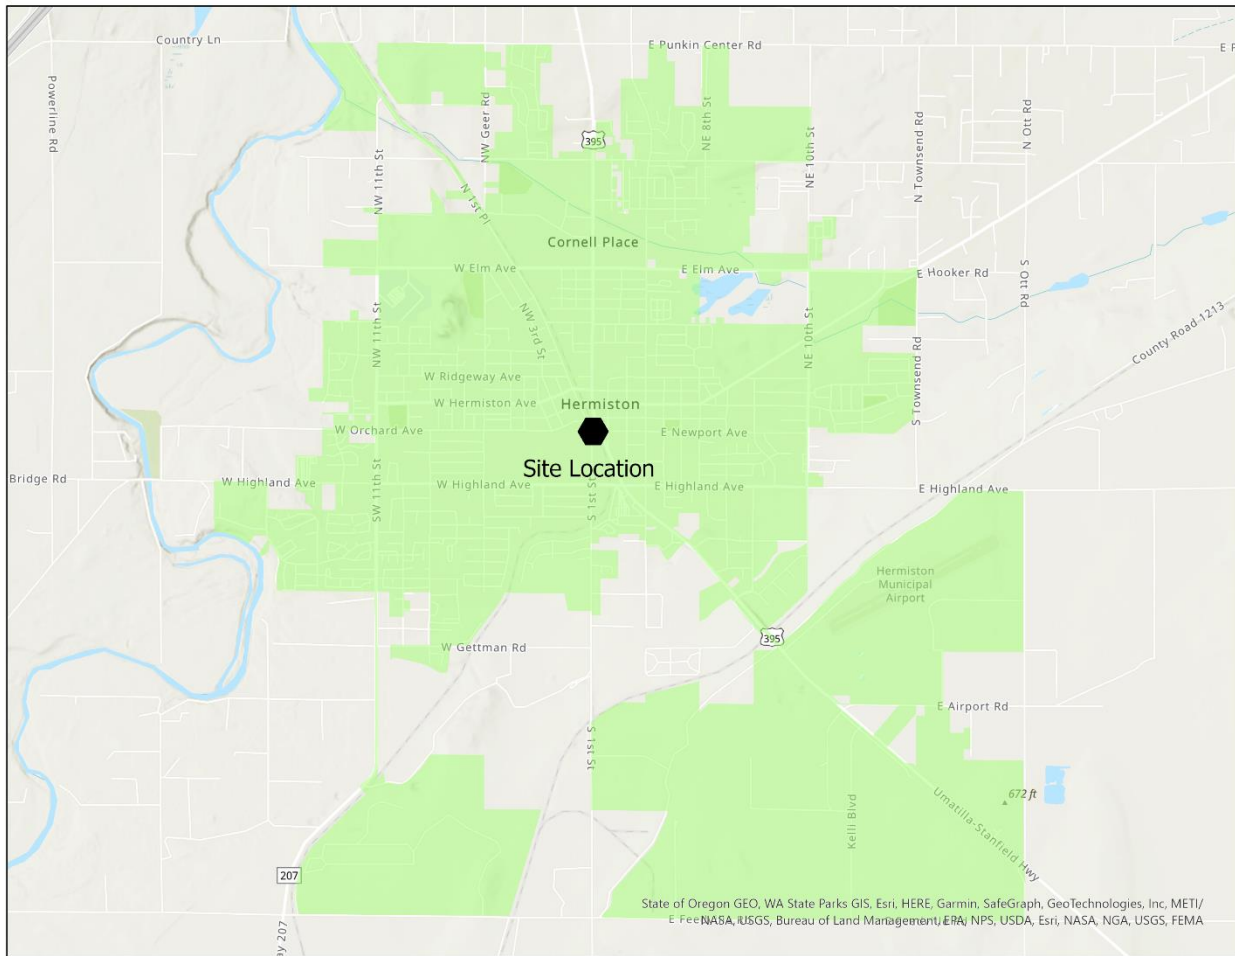 Country Ln
E Punkin Center Rd
E F
Powerline Rd
NW Geer Rd
395
NE 8th St
N Ott Rd
N Townsend Rd
NE 10th St
NW 11th St
N 1st Pl
Cornell Place
W Elm Ave
E Elm Ave
E Hooker Rd
S Ott Rd
County Road 1213
NW 11th St
NW 3rd St
NE 10th St
S Townsend Rd
W Ridgeway Ave
W Hermiston Ave
Hermiston
W Orchard Ave
E Newport Ave
Site Location
Bridge Rd
W Highland Ave
W Highland Ave
E Highland Ave
E Highland Ave
SW 11th St
S 1st St
Hermiston
Municipal
Airport
395
W Gettman Rd
E Airport Rd
S 1st St
672 ft
Kelli Blvd
Umatilla-Stanfield Hwy
207
State of Oregon GEO, WA State Parks GIS, Esri, HERE, Garmin, SafeGraph, GeoTechnologies, Inc, METI/
NASA, USGS, Bureau of Land Management, EPA, NPS, USDA, Esri, NASA, NGA, USGS, FEMA
ay 207